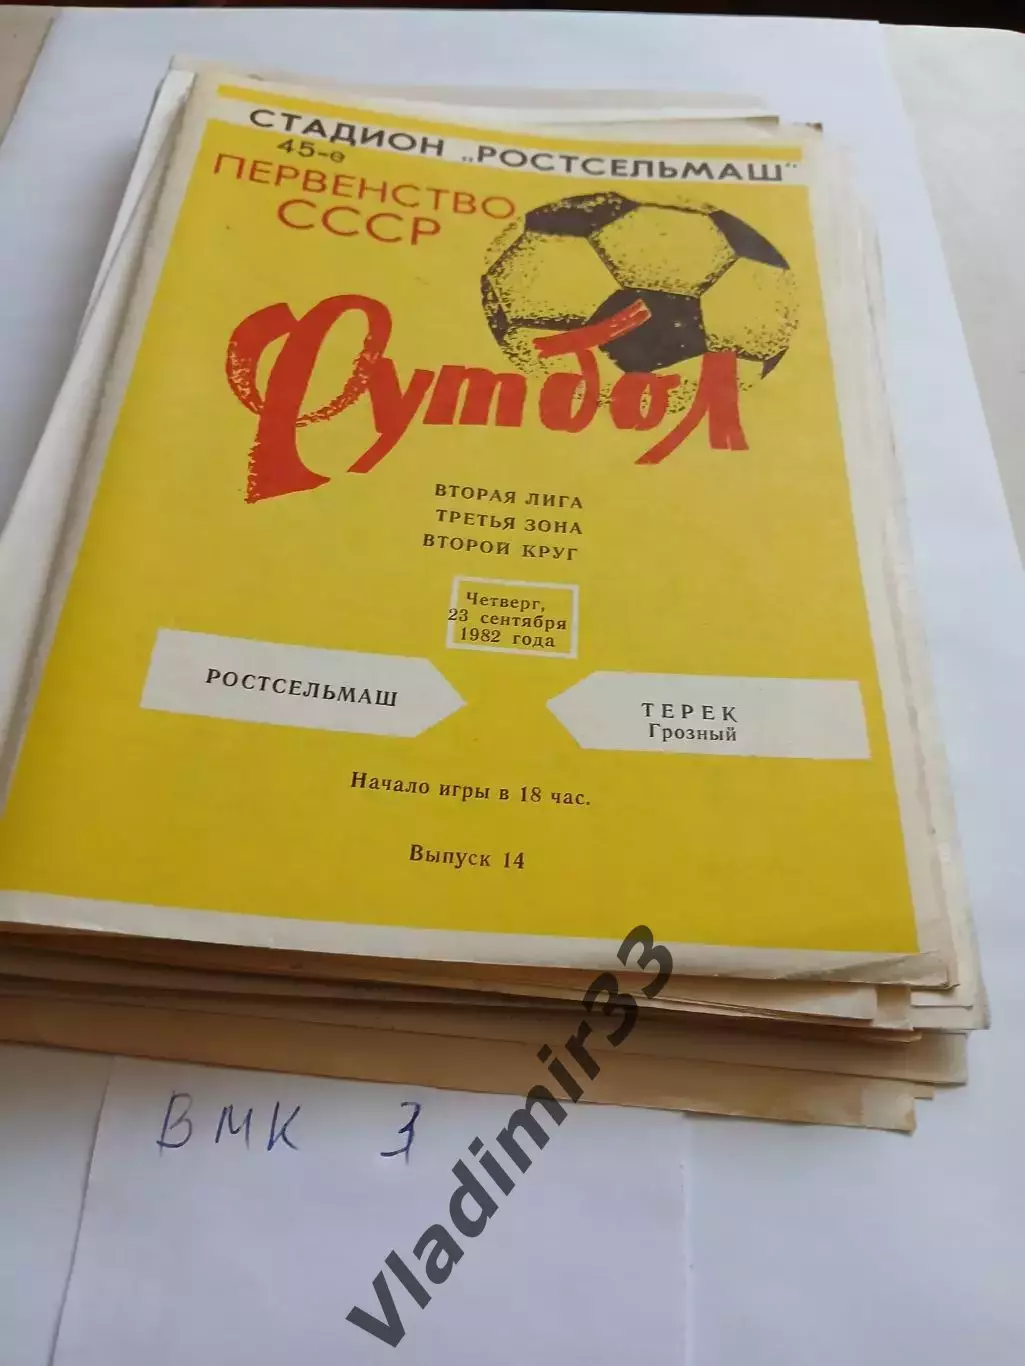 СТАДИОН „РОСТСЕЛЬМАШ"
45-е
ПЕРВЕНСТВО
СССР
Футбол
ВТОРАЯ ЛИГА
ТРЕТЬЯ ЗОНА
ВТОРОЙ КРУГ
Четверг,
23 сентября
1982 года
РОСТСЕЛЬМАШ
ТЕРЕК
Грозный
Начало игры в 18 час.
Выпуск 14
ВМК 3
Vladimir33